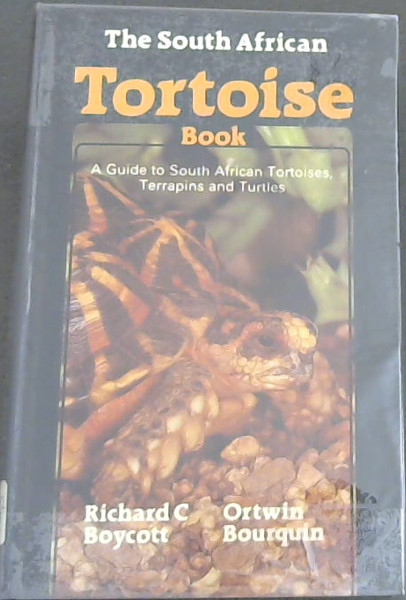 The South African
Tortoise
Book
A Guide to South African Tortoises,
Terrapins and Turtles
Richard C Ortwin
Boycott Bourquin